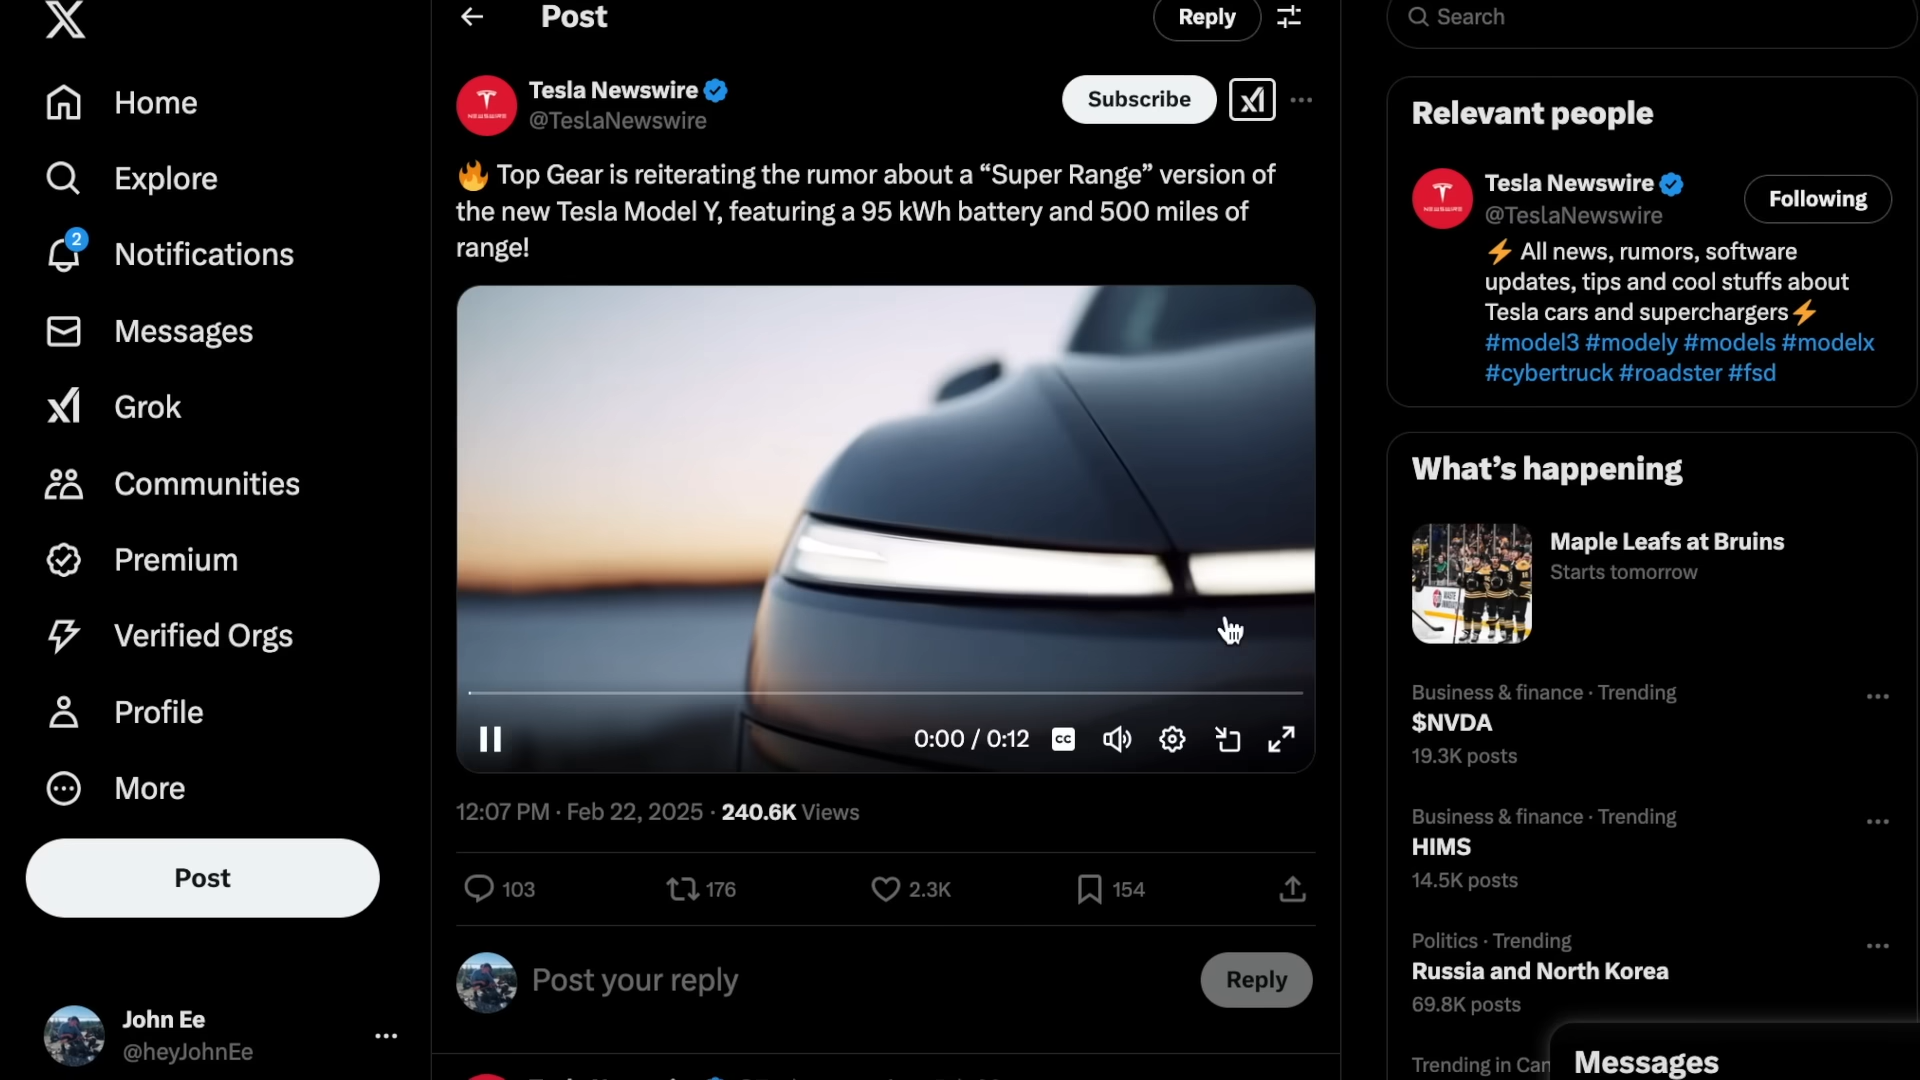 Home
Explore
2
Notifications
Messages
Grok
Communities
Premium
Verified Orgs
Profile
More
Post
John Ee
@heyJohnEe
Post
Reply
Tesla Newswire
@TeslaNewswire
Subscribe
🔥 Top Gear is reiterating the rumor about a “Super Range” version of
the new Tesla Model Y, featuring a 95 kWh battery and 500 miles of
range!
0:00 / 0:12
CC
12:07 PM · Feb 22, 2025 · 240.6K Views
103
176
2.3K
154
Post your reply
Reply
Search
Relevant people
Tesla Newswire
@TeslaNewswire
Following
⚡ All news, rumors, software
updates, tips and cool stuffs about
Tesla cars and superchargers⚡
#model3 #modely #models #modelx
#cybertruck #roadster #fsd
What’s happening
Maple Leafs at Bruins
Starts tomorrow
Business & finance · Trending
$NVDA
19.3K posts
Business & finance · Trending
HIMS
14.5K posts
Politics · Trending
Russia and North Korea
69.8K posts
Trending in Can
Messages